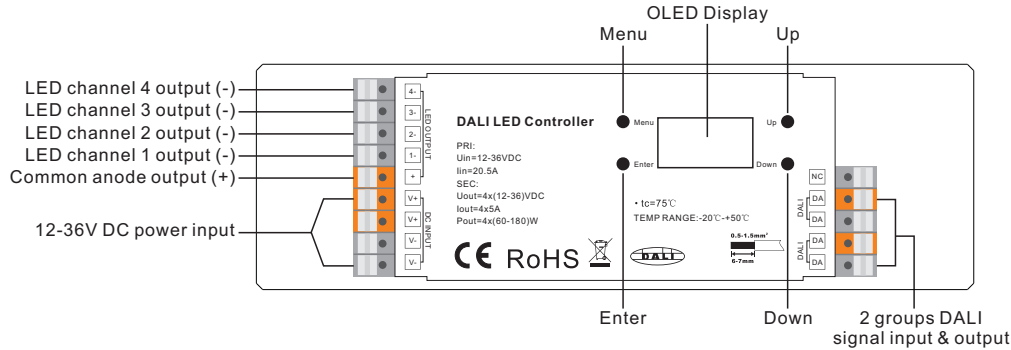 OLED Display
Menu
Up
LED channel 4 output (-)
LED channel 3 output (-)
LED channel 2 output (-)
LED channel 1 output (-)
Common anode output (+)
12-36V DC power input
4-
3-
2-
1-
+
V+
V+
V-
V-
LED OUTPUT
DC INPUT
DALI LED Controller
PRI:
Uin=12-36VDC
Iin=20.5A
SEC:
Uout=4x(12-36)VDC
Iout=4x5A
Pout=4x(60-180)W
CE RoHS
Menu
Enter
Up
Down
• tc=75℃
TEMP RANGE:-20℃-+50℃
DALI
0.5-1.5mm²
6-7mm
NC
DA
DA
DA
DA
DALI
DALI
Enter
Down
2 groups DALI
signal input & output